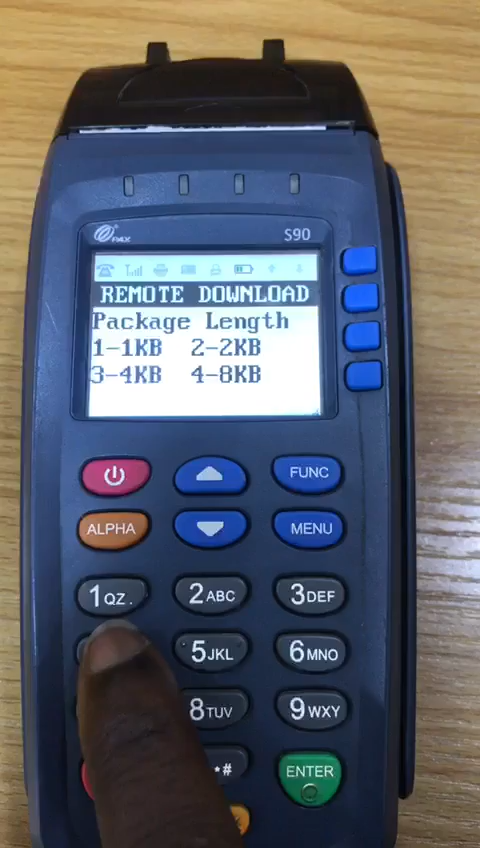 PAX S90
REMOTE DOWNLOAD
Package Length
1-1KB 2-2KB
3-4KB 4-8KB
FUNC
ALPHA MENU
1QZ. 2ABC 3DEF
5JKL 6MNO
8TUV 9WXY
*# ENTER